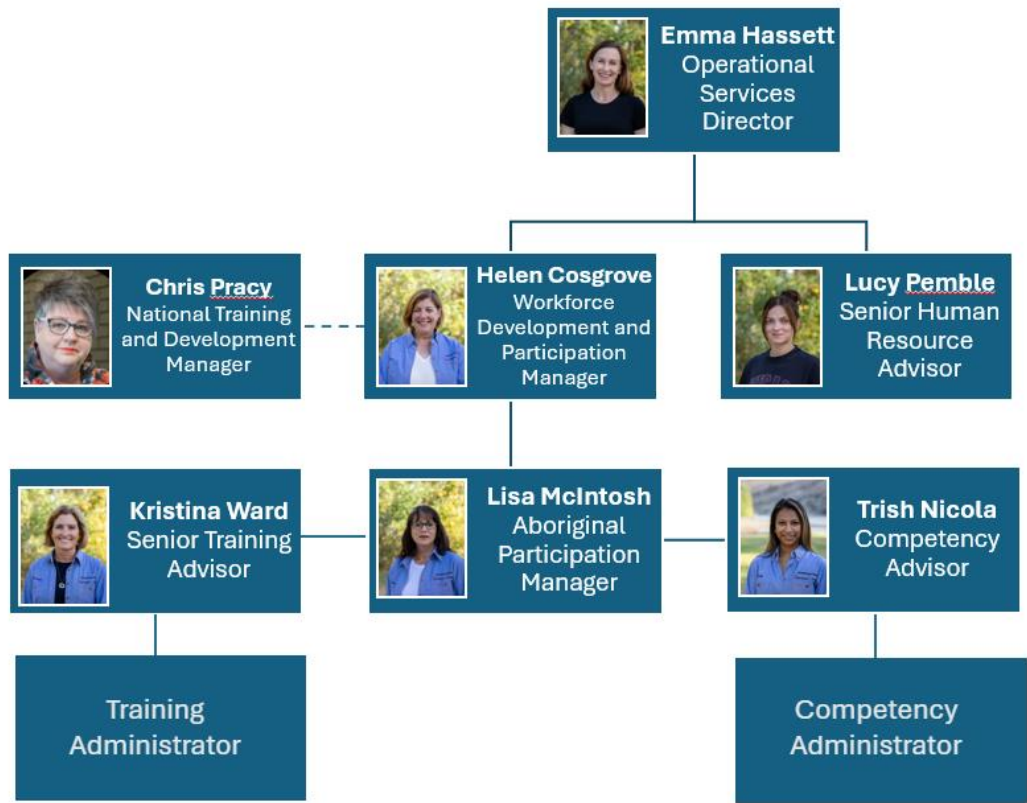 Emma Hassett
Operational
Services
Director
Chris Pracy
National Training
and Development
Manager
Helen Cosgrove
Workforce
Development and
Participation
Manager
Lucy Pemble
Senior Human
Resource
Advisor
Kristina Ward
Senior Training
Advisor
Lisa McIntosh
Aboriginal
Participation
Manager
Trish Nicola
Competency
Advisor
Training
Administrator
Competency
Administrator